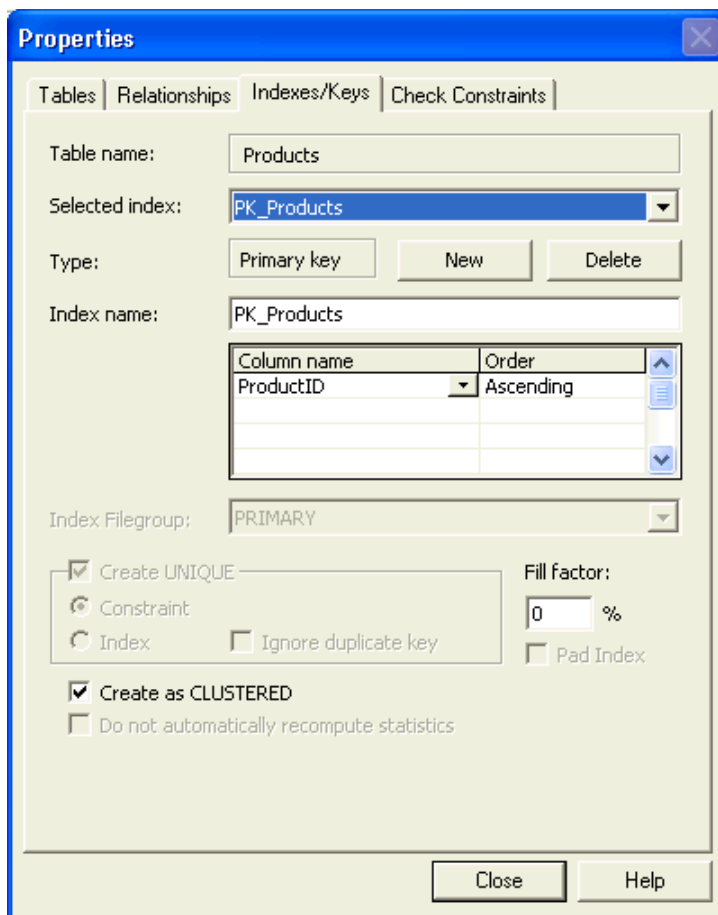 Properties
Tables Relationships Indexes/Keys Check Constraints
Table name: Products
Selected index: PK_Products
Type: Primary key New Delete
Index name: PK_Products
Column name Order
ProductID Ascending
Index Filegroup: PRIMARY
Create UNIQUE Fill factor:
Constraint 0 %
Index Ignore duplicate key Pad Index
Create as CLUSTERED
Do not automatically recompute statistics
Close Help